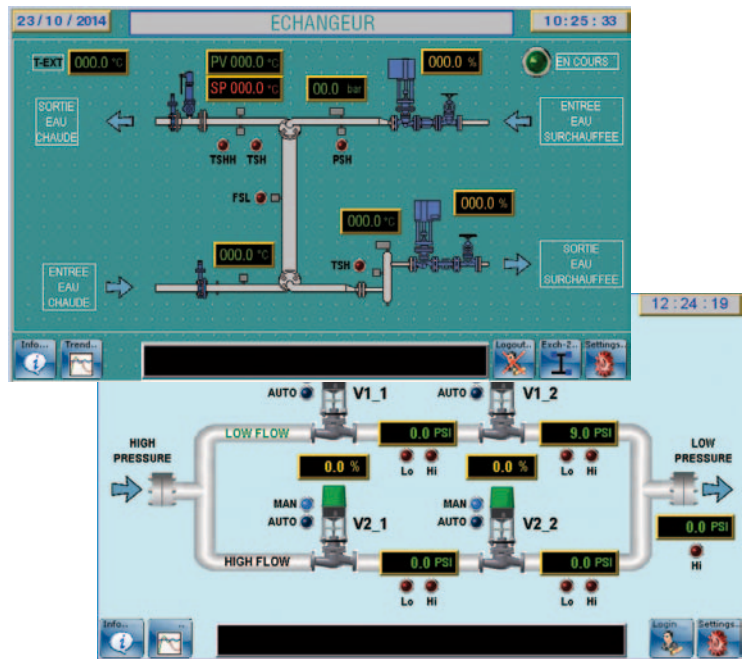 23/10/2014
ECHANGEUR
10:25:33
T-EXT
000.0 °C
PV 000.0 °C
SP 000.0 °C
00.0 bar
000.0 %
EN COURS
SORTIE
EAU
CHAUDE
ENTREE
EAU
SURCHAUFFEE
TSHH
TSH
PSH
FSL
000.0 %
000.0 °C
000.0 °C
TSH
ENTREE
EAU
CHAUDE
SORTIE
EAU
SURCHAUFFEE
Info...
Trend..
Logout..
Exch-2..
Settings..
12:24:19
AUTO
V1_1
AUTO
V1_2
HIGH
PRESSURE
LOW FLOW
0.0 PSI
9.0 PSI
LOW
PRESSURE
0.0 %
Lo
Hi
0.0 %
Lo
Hi
MAN
AUTO
V2_1
MAN
AUTO
V2_2
0.0 PSI
Hi
HIGH FLOW
0.0 PSI
0.0 PSI
Lo
Hi
Lo
Hi
Info..
..
Login
Settings..